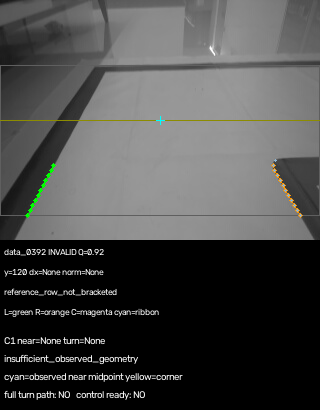 data_0392 INVALID Q=0.92
y=120 dx=None norm=None
reference_row_not_bracketed
L=green R=orange C=magenta cyan=ribbon
C1 near=None turn=None
insufficient_observed_geometry
cyan=observed near midpoint yellow=corner
full turn path: NO control ready: NO